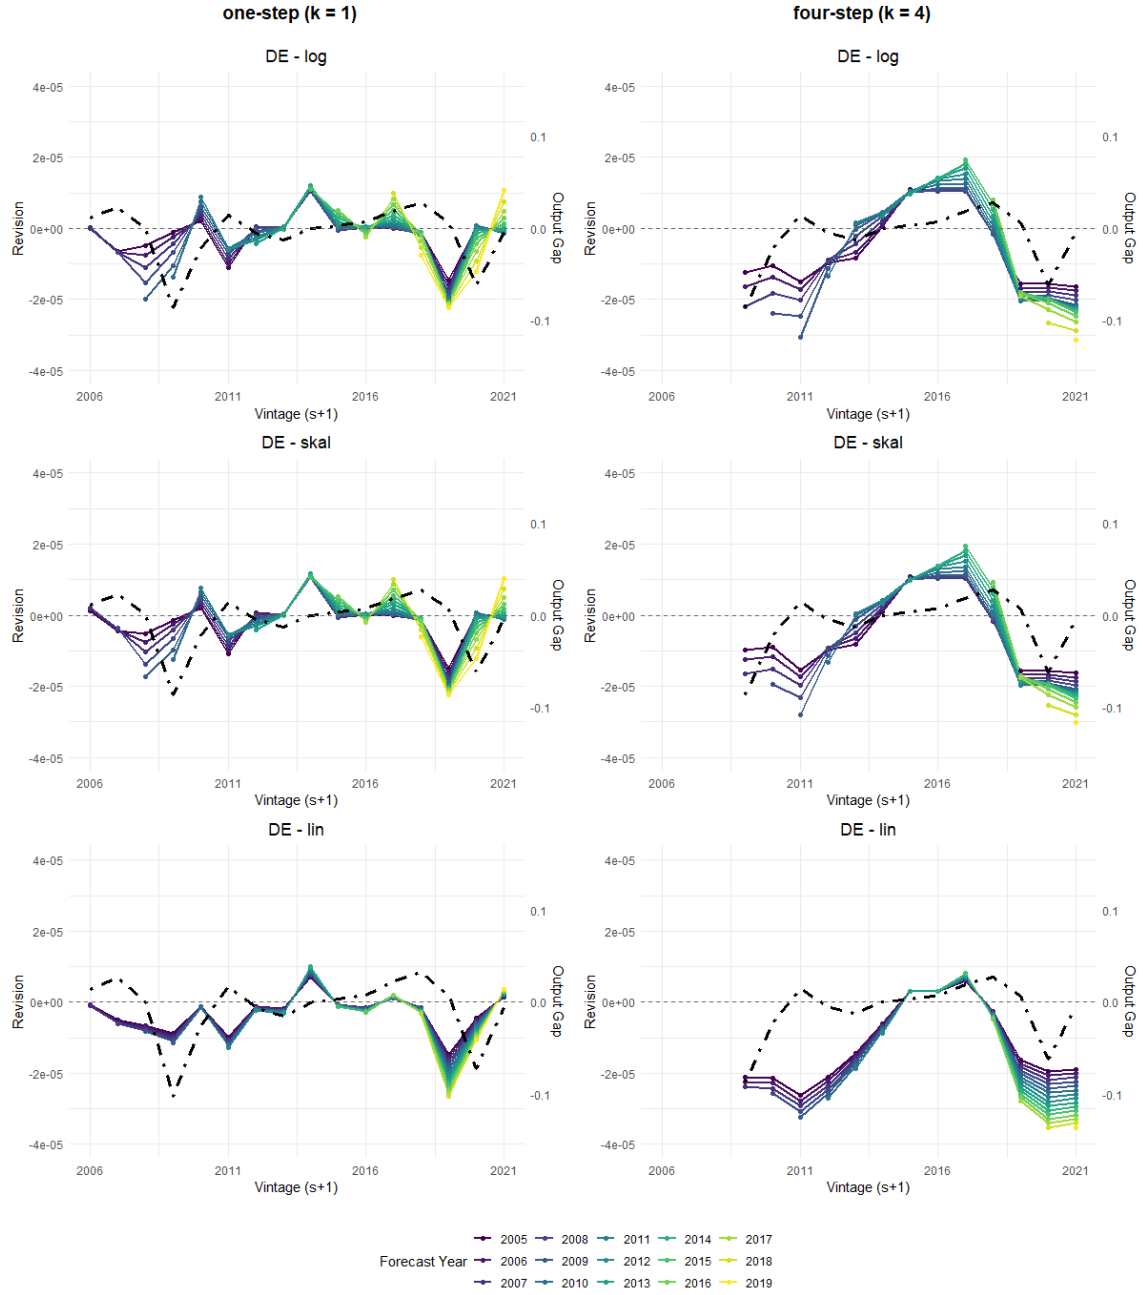 one-step (k = 1)
four-step (k = 4)
DE - log
4e-05
2e-05
0e+00
-2e-05
-4e-05
Revision
0.1
0.0
-0.1
Output Gap
2006
2011
2016
2021
Vintage (s+1)
DE - log
4e-05
2e-05
0e+00
-2e-05
-4e-05
Revision
0.1
0.0
-0.1
Output Gap
2006
2011
2016
2021
Vintage (s+1)
DE - skal
4e-05
2e-05
0e+00
-2e-05
-4e-05
Revision
0.1
0.0
-0.1
Output Gap
2006
2011
2016
2021
Vintage (s+1)
DE - skal
4e-05
2e-05
0e+00
-2e-05
-4e-05
Revision
0.1
0.0
-0.1
Output Gap
2006
2011
2016
2021
Vintage (s+1)
DE - lin
4e-05
2e-05
0e+00
-2e-05
-4e-05
Revision
0.1
0.0
-0.1
Output Gap
2006
2011
2016
2021
Vintage (s+1)
DE - lin
4e-05
2e-05
0e+00
-2e-05
-4e-05
Revision
0.1
0.0
-0.1
Output Gap
2006
2011
2016
2021
Vintage (s+1)
2005 2008 2011 2014 2017
Forecast Year 2006 2009 2012 2015 2018
2007 2010 2013 2016 2019